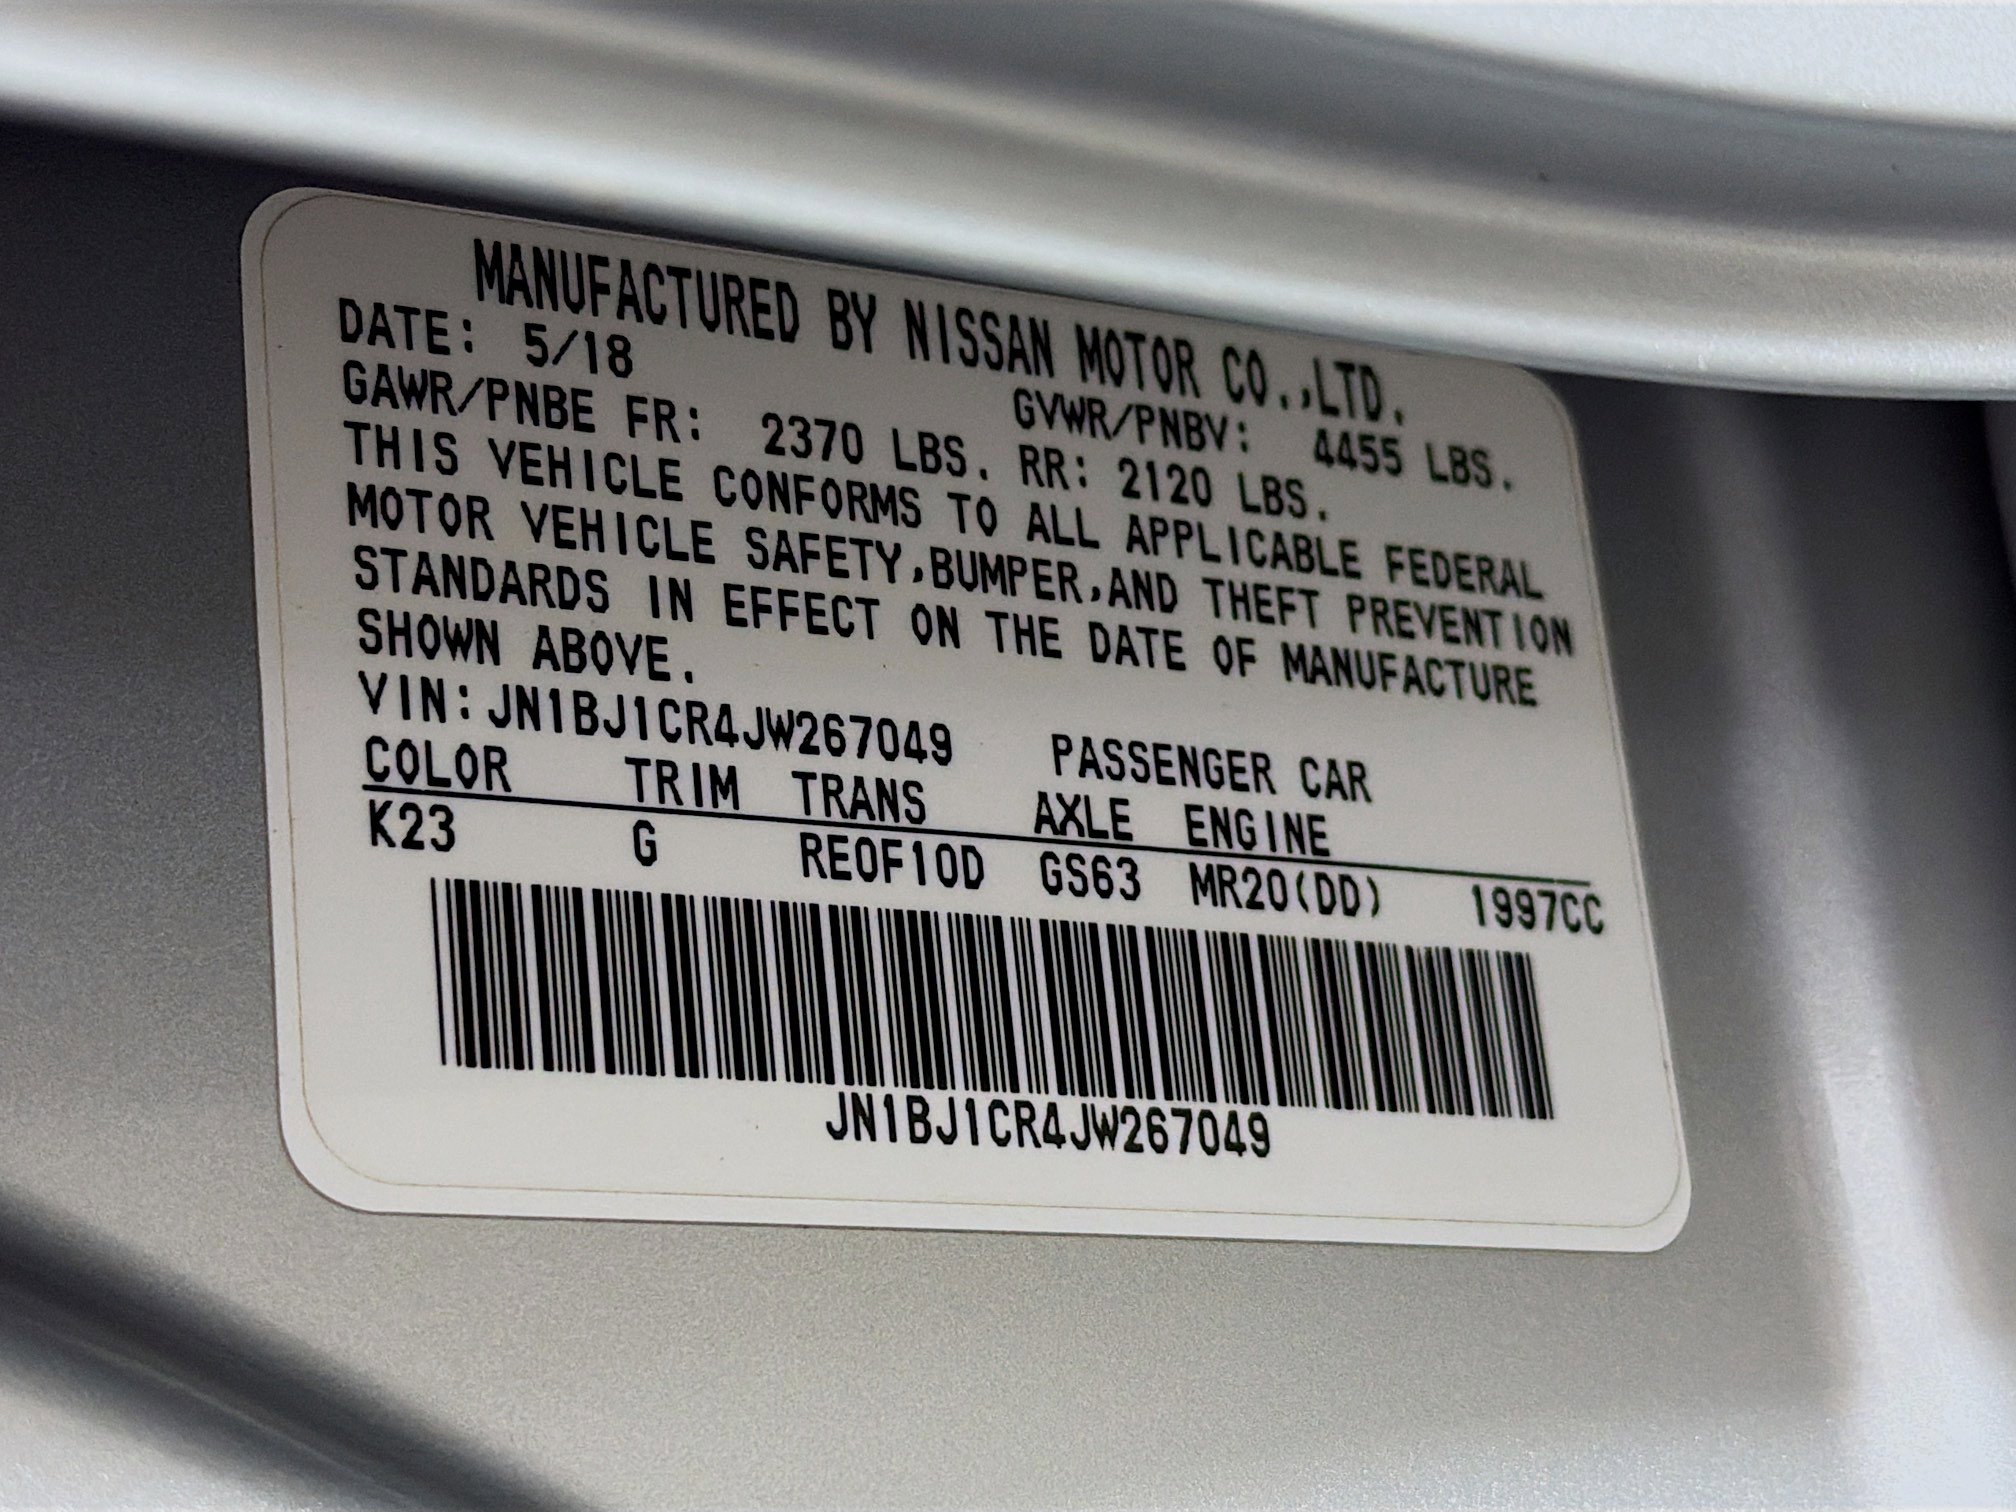 MANUFACTURED BY NISSAN MOTOR CO.,LTD.
DATE: 5/18 GVWR/PNBV: 4455 LBS.
GAWR/PNBE FR: 2370 LBS. RR: 2120 LBS.
THIS VEHICLE CONFORMS TO ALL APPLICABLE FEDERAL
MOTOR VEHICLE SAFETY,BUMPER,AND THEFT PREVENTION
STANDARDS IN EFFECT ON THE DATE OF MANUFACTURE
SHOWN ABOVE.
VIN:JN1BJ1CR4JW267049 PASSENGER CAR
COLOR TRIM TRANS AXLE ENGINE
K23 G RE0F10D GS63 MR20(DD) 1997CC
JN1BJ1CR4JW267049